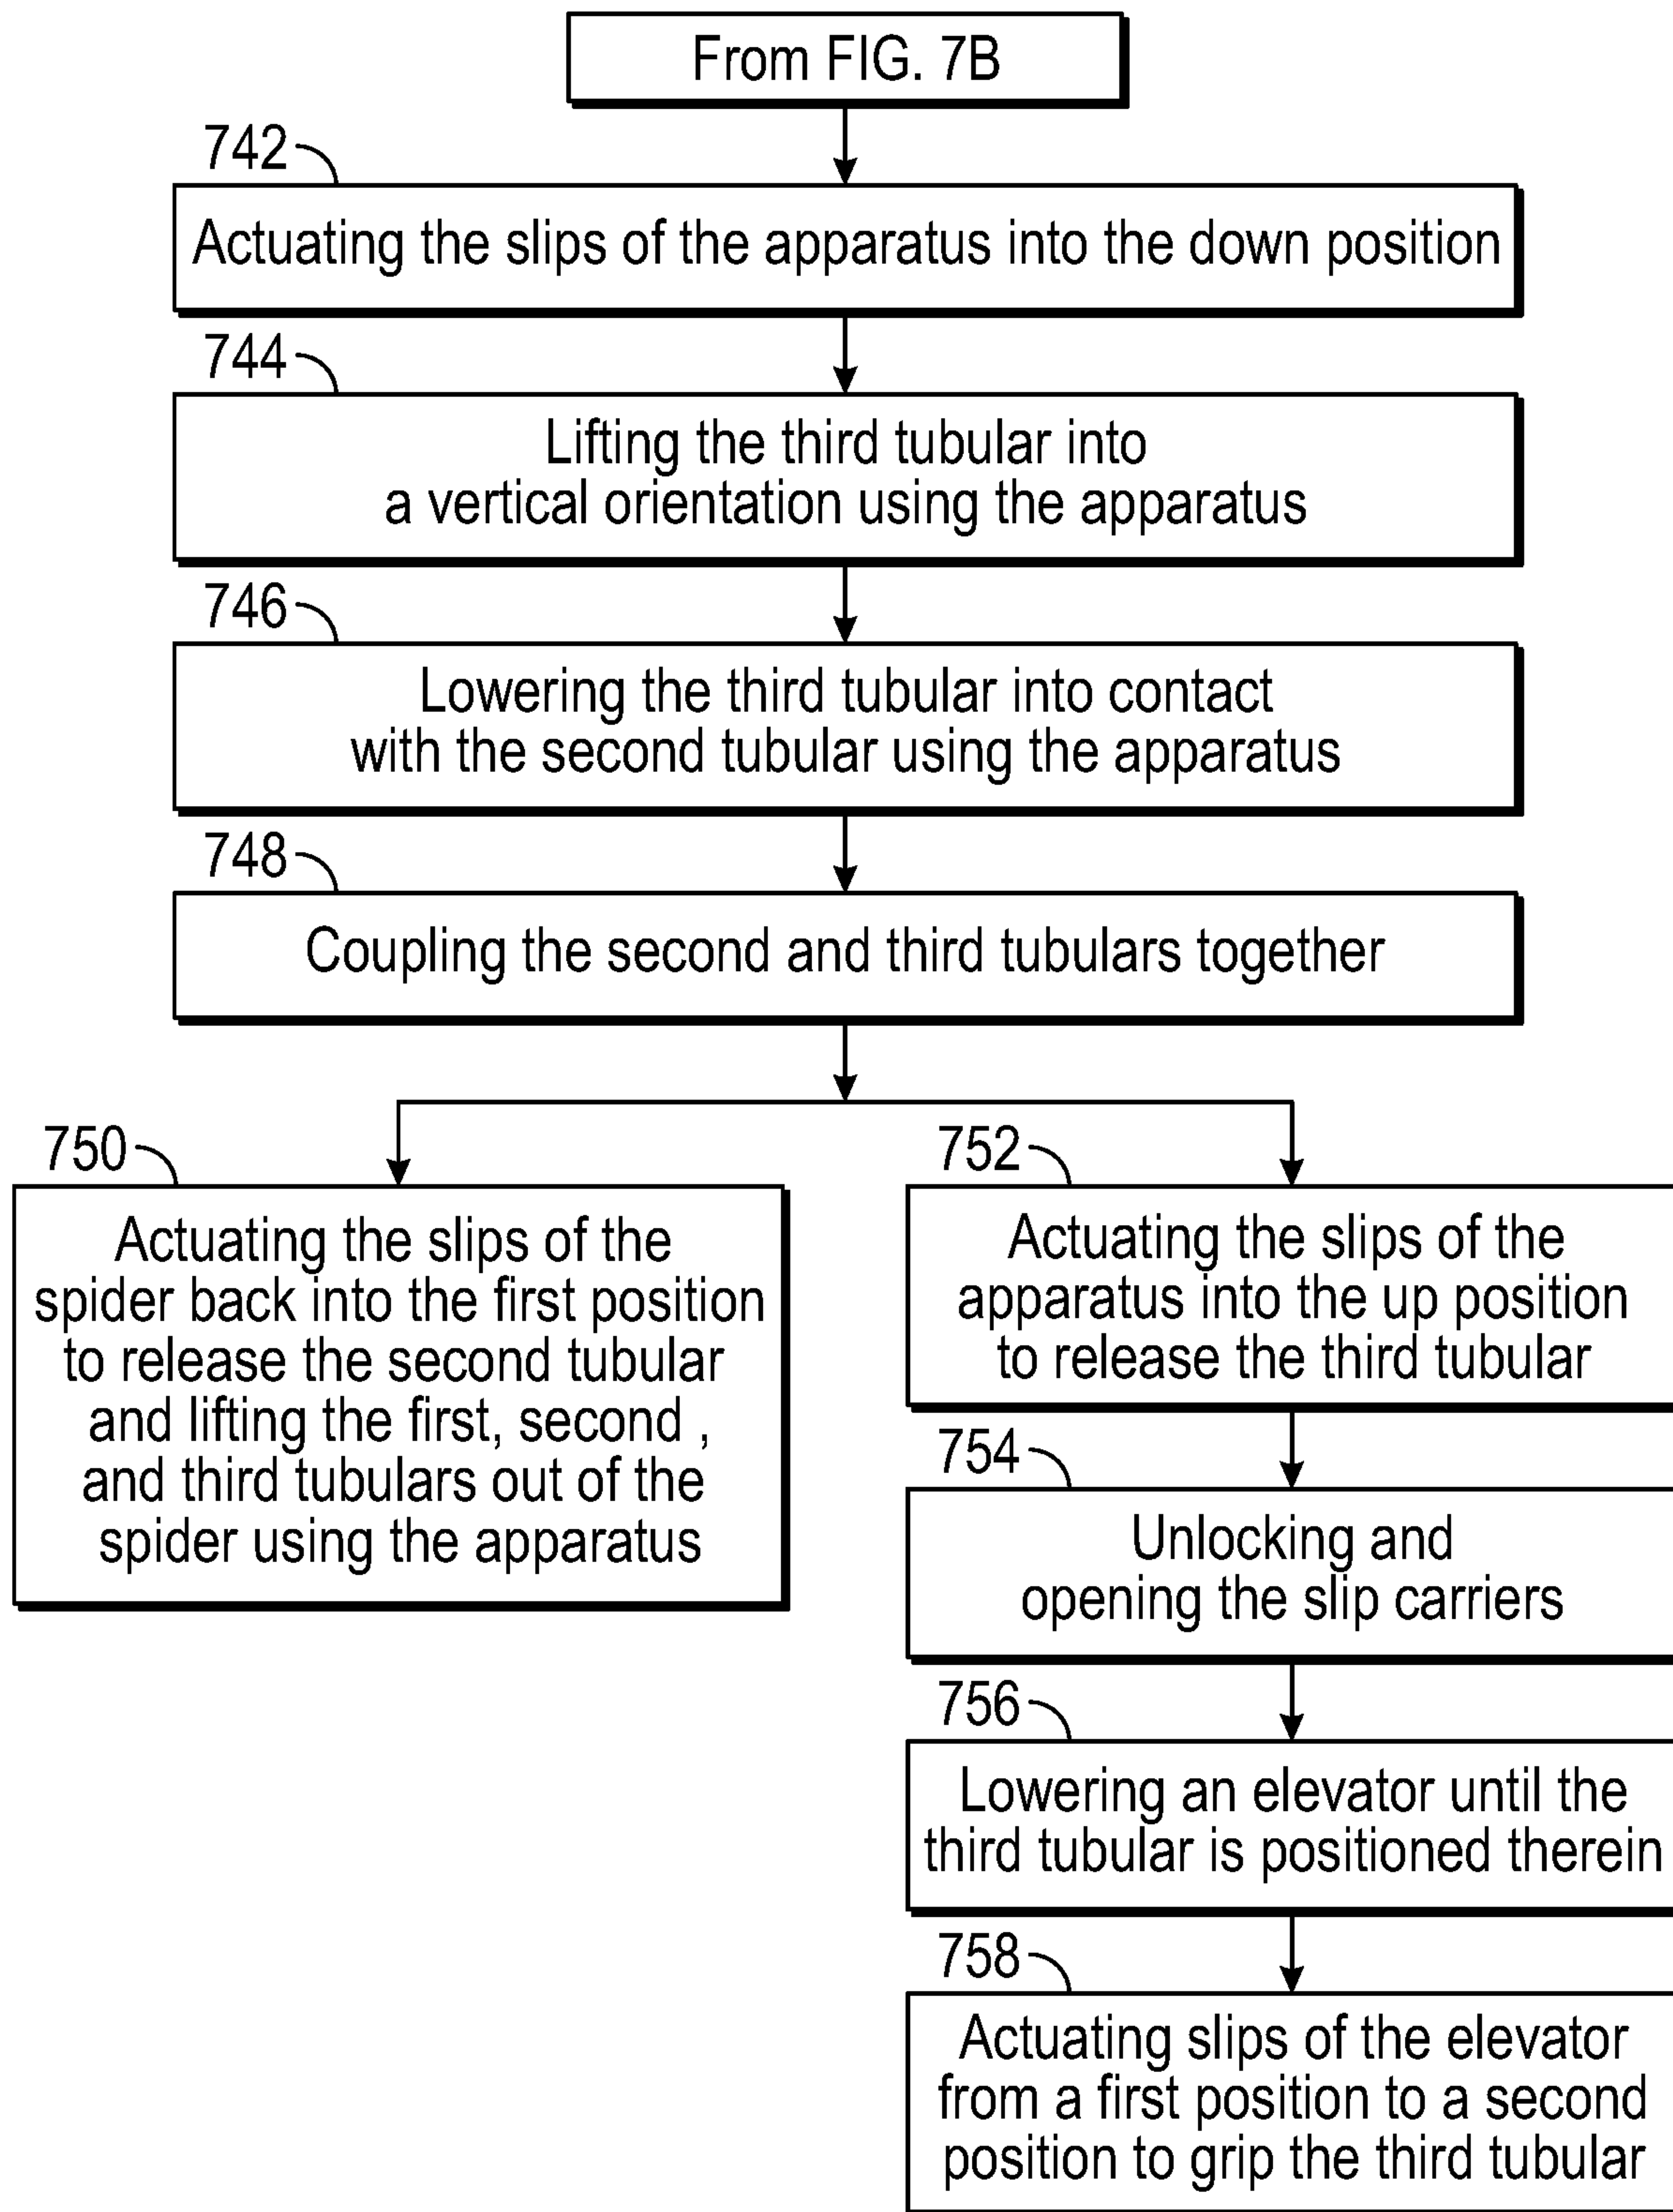 From FIG. 7B
742
Actuating the slips of the apparatus into the down position
744
Lifting the third tubular into
a vertical orientation using the apparatus
746
Lowering the third tubular into contact
with the second tubular using the apparatus
748
Coupling the second and third tubulars together
750
Actuating the slips of the
spider back into the first position
to release the second tubular
and lifting the first, second ,
and third tubulars out of the
spider using the apparatus
752
Actuating the slips of the
apparatus into the up position
to release the third tubular
754
Unlocking and
opening the slip carriers
756
Lowering an elevator until the
third tubular is positioned therein
758
Actuating slips of the elevator
from a first position to a second
position to grip the third tubular